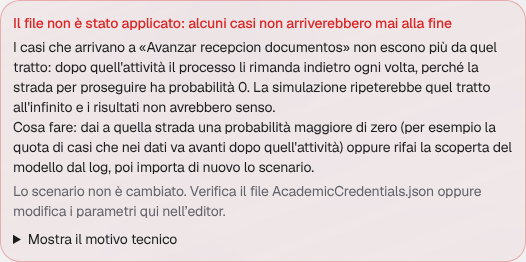 Il file non è stato applicato: alcuni casi non arriverebbero mai alla fine
I casi che arrivano a «Avanzar recepcion documentos» non escono più da quel
tratto: dopo quell'attività il processo li rimanda indietro ogni volta, perché la
strada per proseguire ha probabilità 0. La simulazione ripeterebbe quel tratto
all'infinito e i risultati non avrebbero senso.
Cosa fare: dai a quella strada una probabilità maggiore di zero (per esempio la
quota di casi che nei dati va avanti dopo quell'attività) oppure rifai la scoperta del
modello dal log, poi importa di nuovo lo scenario.
Lo scenario non è cambiato. Verifica il file AcademicCredentials.json oppure
modifica i parametri qui nell'editor.
▶ Mostra il motivo tecnico